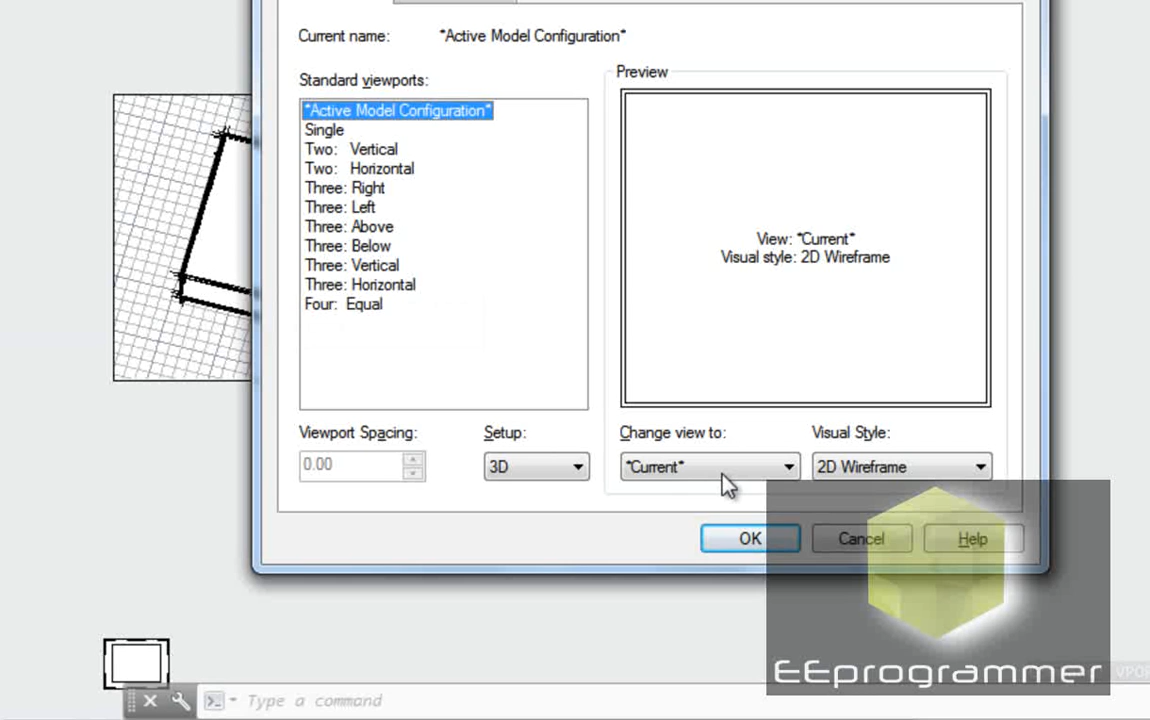 Current name: *Active Model Configuration*
Standard viewports:
*Active Model Configuration*
Single
Two: Vertical
Two: Horizontal
Three: Right
Three: Left
Three: Above
Three: Below
Three: Vertical
Three: Horizontal
Four: Equal
Preview
View: *Current*
Visual style: 2D Wireframe
Viewport Spacing:
0.00
Setup:
3D
Change view to:
*Current*
Visual Style:
2D Wireframe
OK Cancel Help
EEprogrammer
Type a command